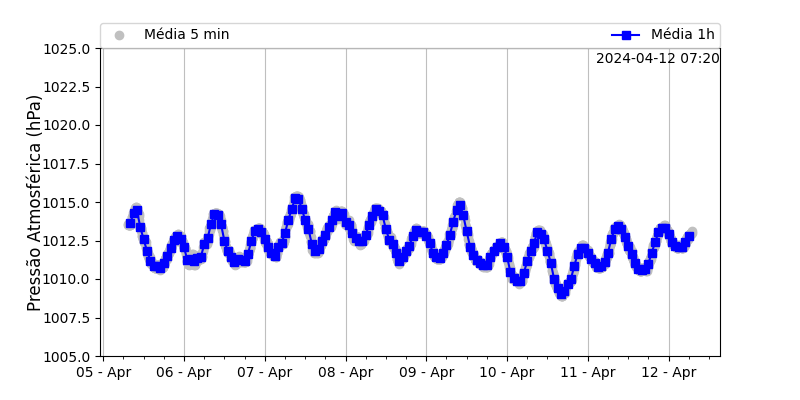 Média 5 min
Média 1h
2024-04-12 07:20
Pressão Atmosférica (hPa)
1025.0
1022.5
1020.0
1017.5
1015.0
1012.5
1010.0
1007.5
1005.0
05 - Apr
06 - Apr
07 - Apr
08 - Apr
09 - Apr
10 - Apr
11 - Apr
12 - Apr